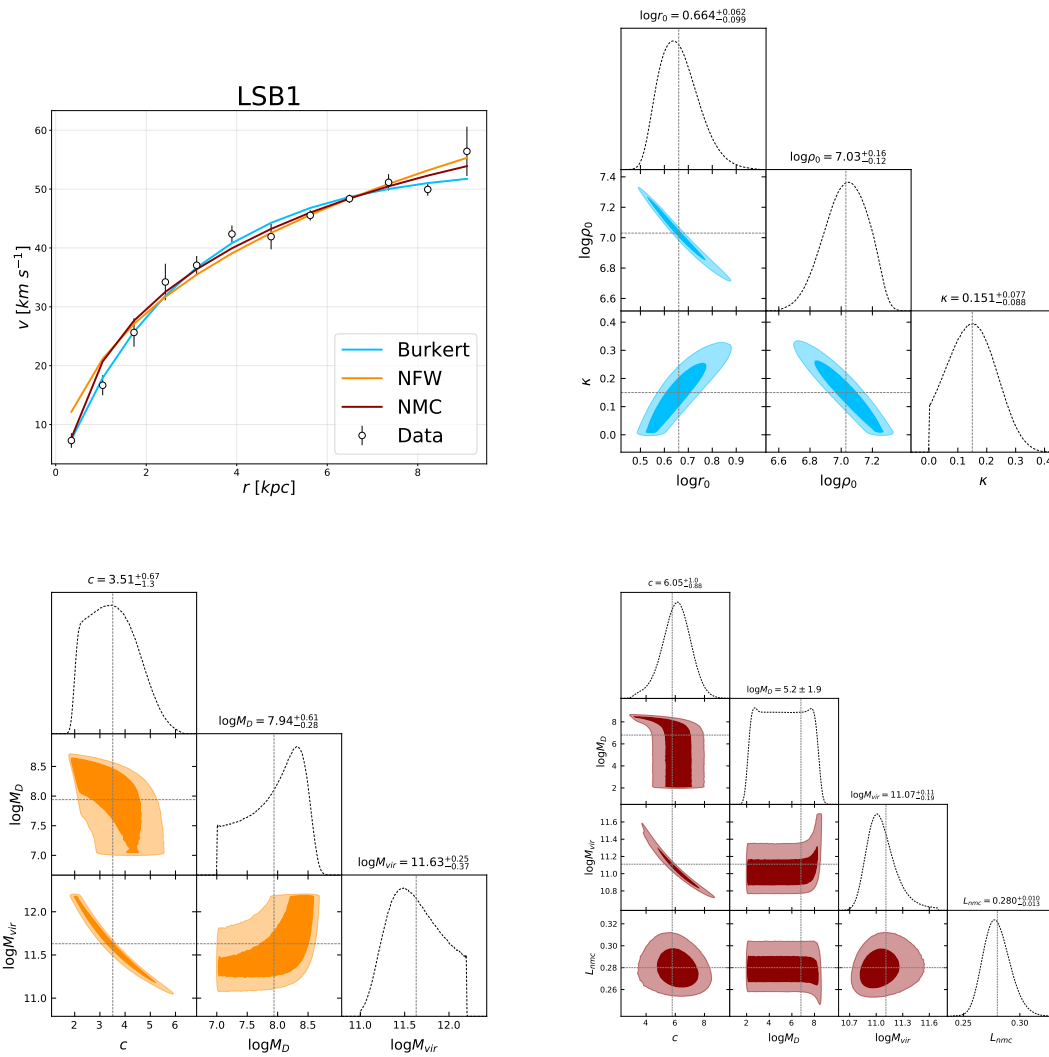 LSB1
v [km s⁻¹]
60
50
40
30
20
10
Burkert
NFW
NMC
Data
0 2 4 6 8
r [kpc]
logr₀ = 0.664^{+0.062}_{-0.099}
logρ₀ = 7.03^{+0.16}_{-0.12}
κ = 0.151^{+0.077}_{-0.088}
logρ₀
7.4
7.2
7.0
6.8
6.6
κ
0.4
0.3
0.2
0.1
0.0
0.5 0.6 0.7 0.8 0.9
6.6 6.8 7.0 7.2
0.0 0.1 0.2 0.3 0.4
logr₀
logρ₀
κ
c = 3.51^{+0.67}_{-1.3}
logM_D = 7.94^{+0.61}_{-0.28}
logM_vir = 11.63^{+0.25}_{-0.37}
logM_D
8.5
8.0
7.5
7.0
logM_vir
12.0
11.5
11.0
2 3 4 5 6
7.0 7.5 8.0 8.5
11.0 11.5 12.0
c
logM_D
logM_vir
c = 6.05^{+1.0}_{-0.88}
logM_D = 5.2 ± 1.9
logM_vir = 11.07^{+0.11}_{-0.19}
L_nmc = 0.280^{+0.010}_{-0.013}
logM_D
8
6
4
2
logM_vir
11.6
11.4
11.2
11.0
10.8
L_nmc
0.32
0.30
0.28
0.26
4 6 8
2 4 6 8
10.7 11.0 11.3 11.6
0.25 0.30
c
logM_D
logM_vir
L_nmc